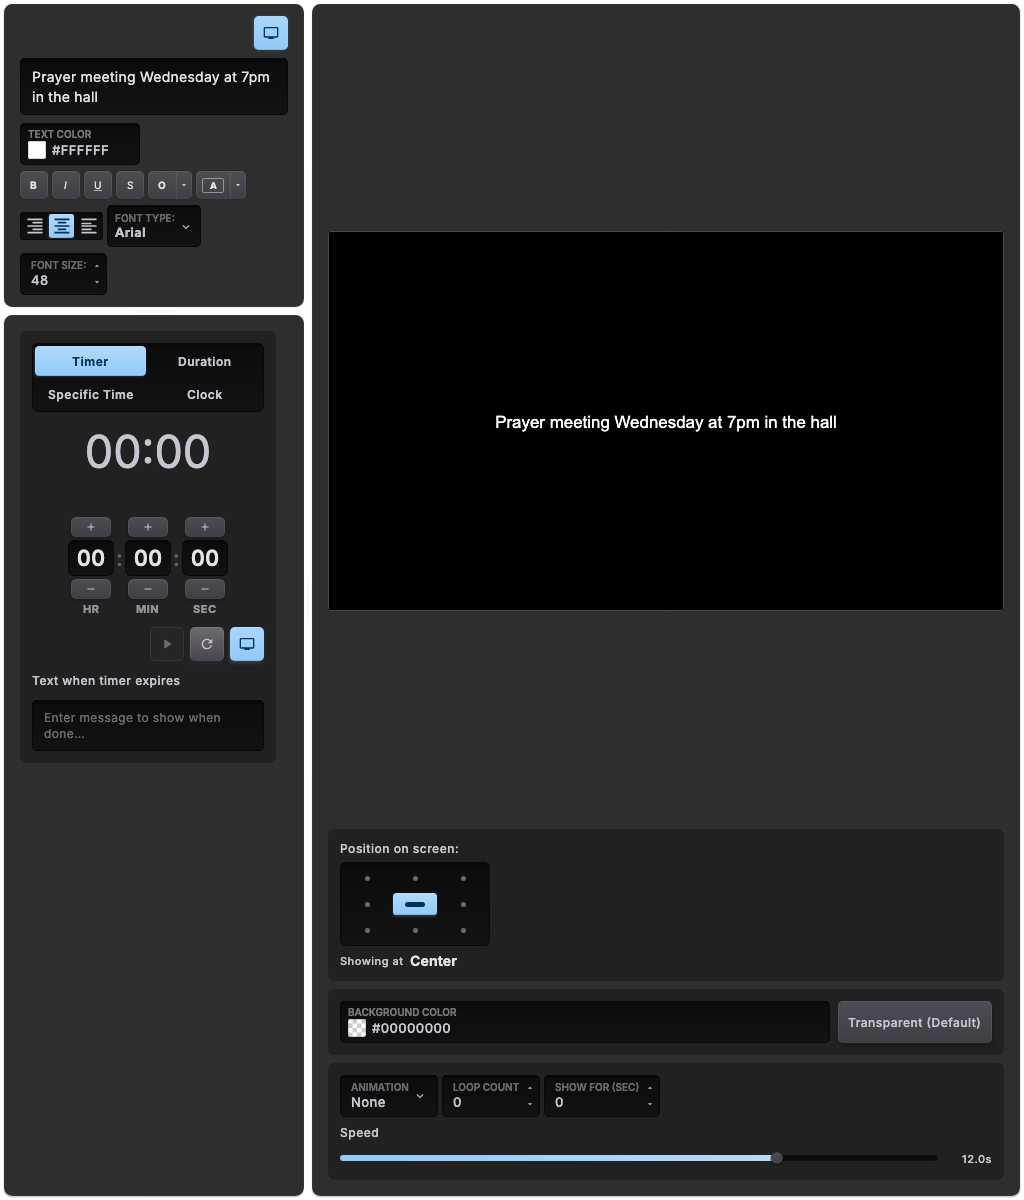 Prayer meeting Wednesday at 7pm
in the hall
TEXT COLOR
#FFFFFF
B I U S O A
FONT TYPE:
Arial
FONT SIZE:
48
Timer Duration
Specific Time Clock
00:00
+ + +
00 : 00 : 00
− − −
HR MIN SEC
Text when timer expires
Enter message to show when
done...
Prayer meeting Wednesday at 7pm in the hall
Position on screen:
Showing at Center
BACKGROUND COLOR
#00000000
Transparent (Default)
ANIMATION LOOP COUNT SHOW FOR (SEC)
None 0 0
Speed
12.0s